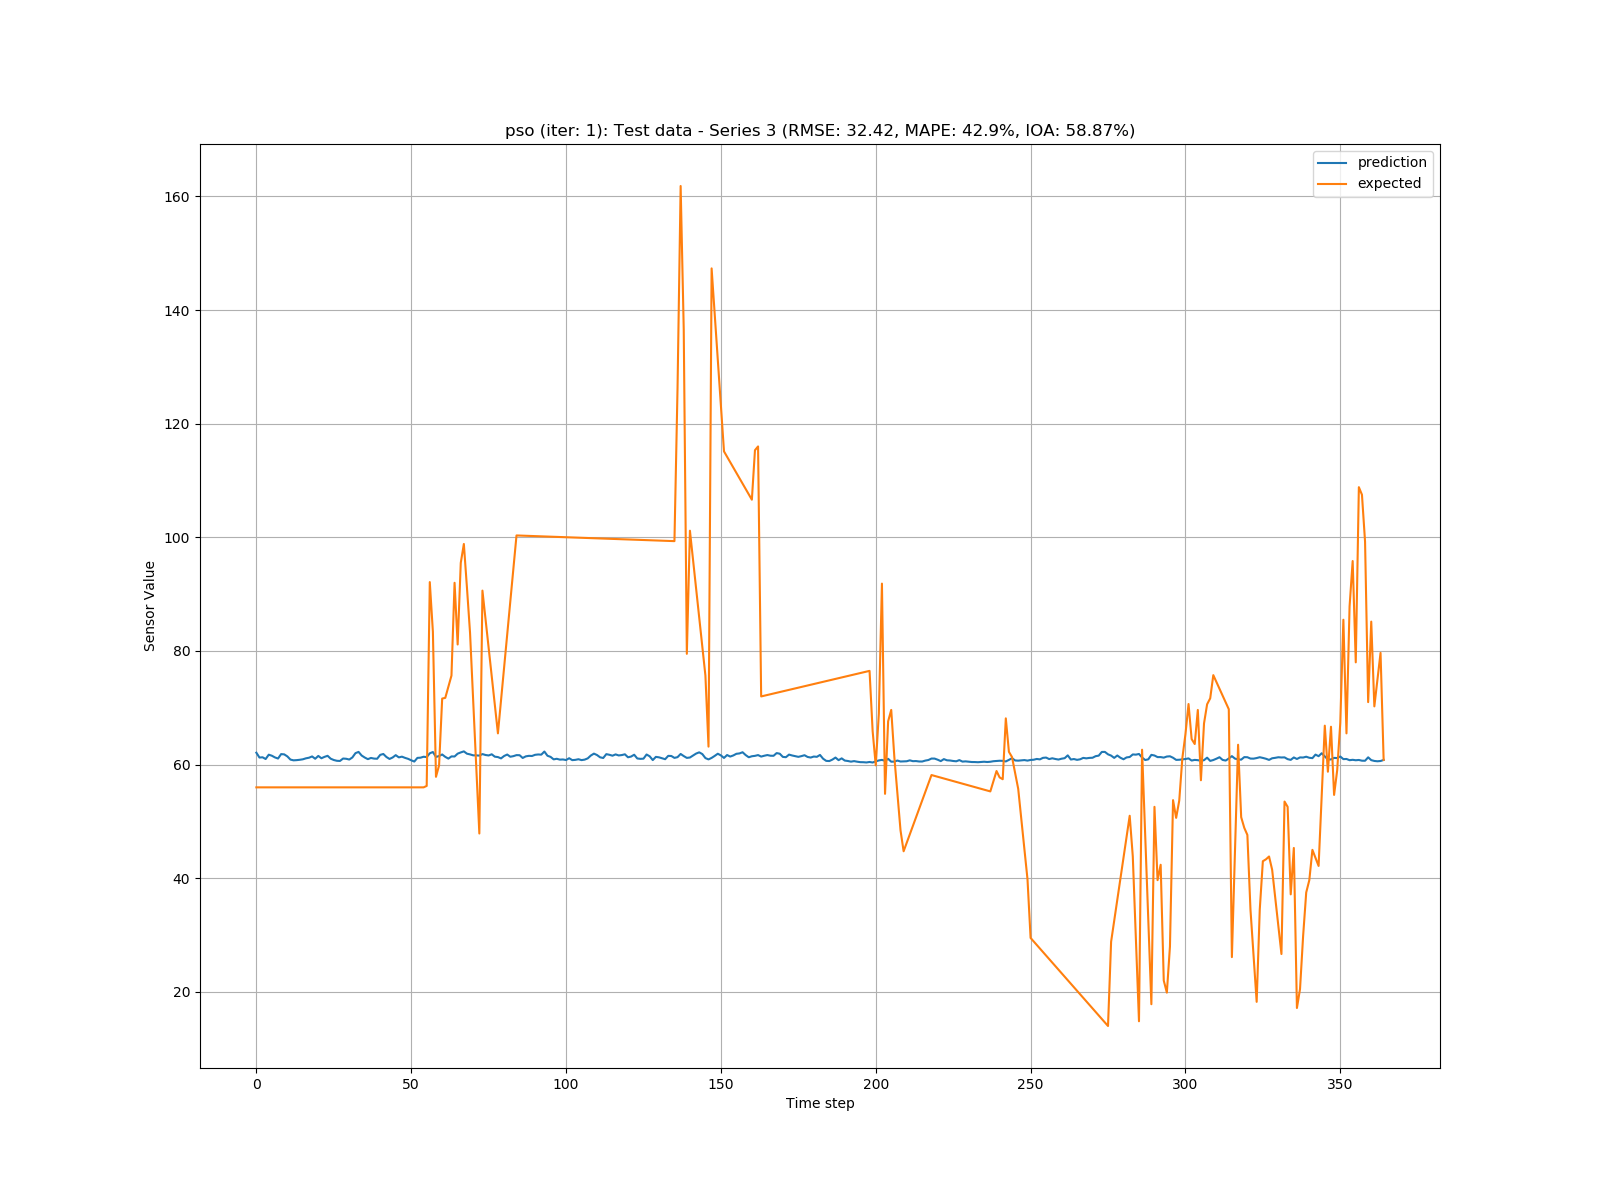 pso (iter: 1): Test data - Series 3 (RMSE: 32.42, MAPE: 42.9%, IOA: 58.87%)
prediction
expected
160
140
120
100
80
60
40
20
Sensor Value
0 50 100 150 200 250 300 350
Time step